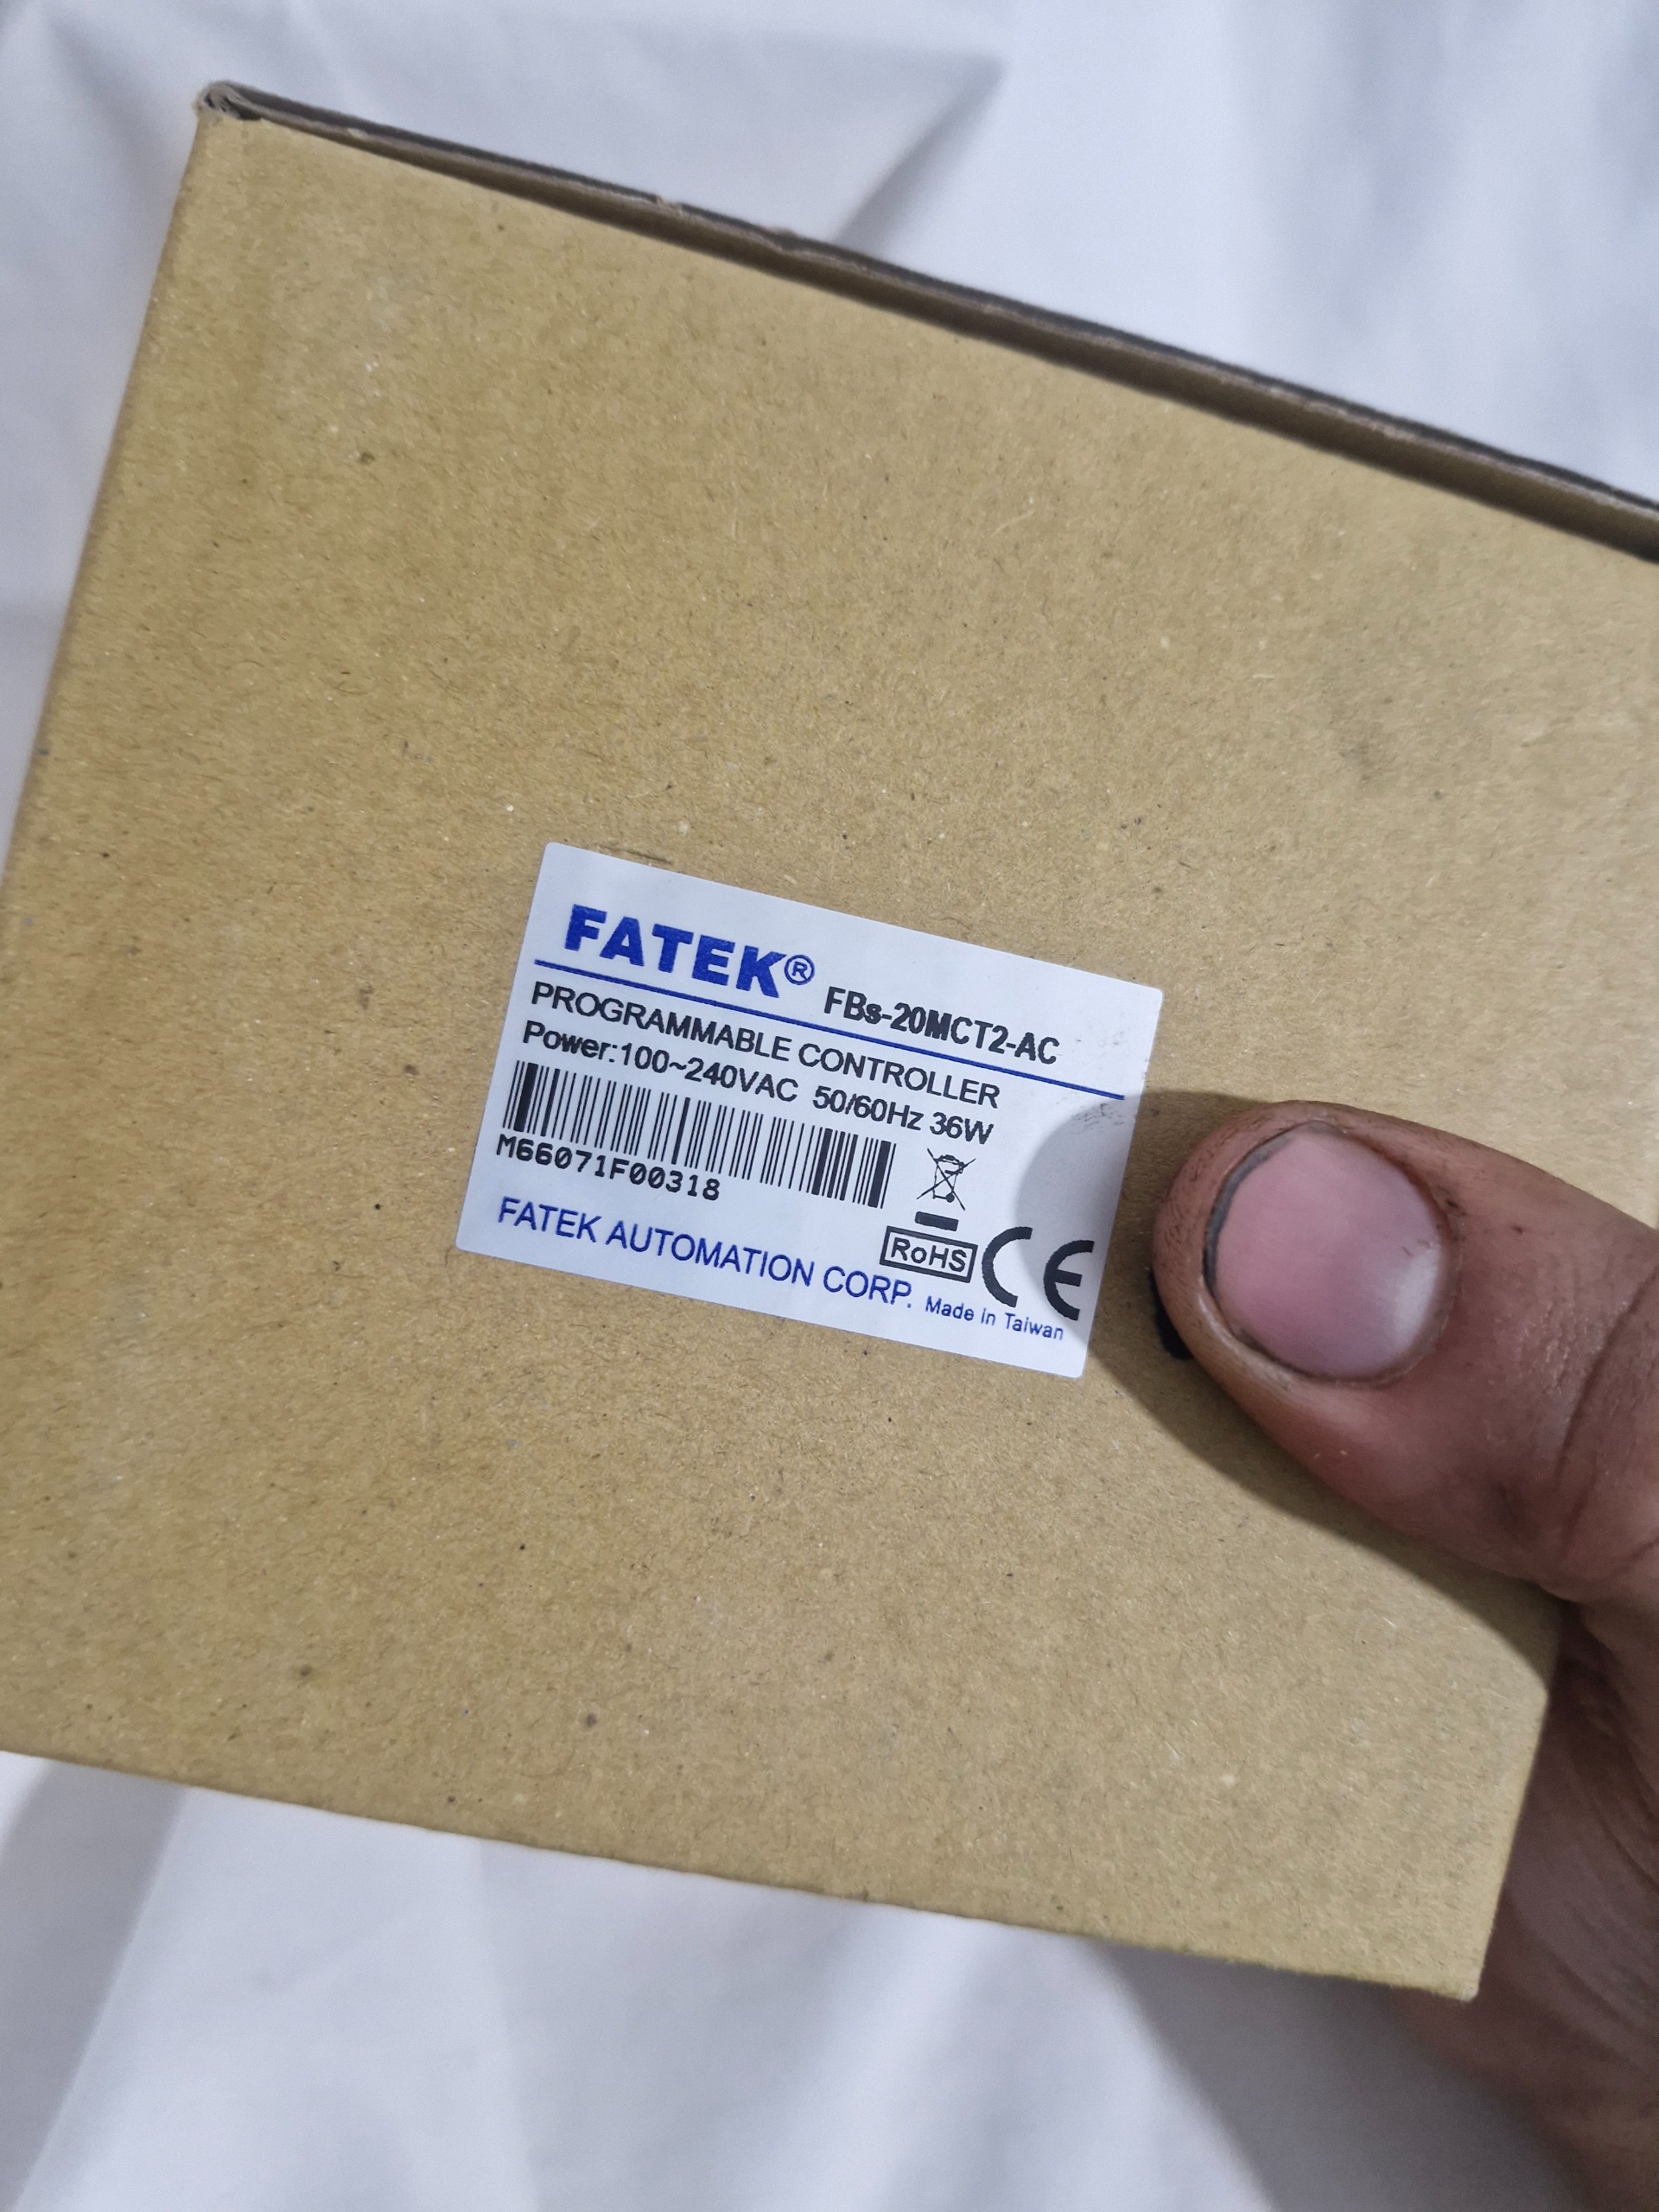 FATEK® FBs-20MCT2-AC
PROGRAMMABLE CONTROLLER
Power:100~240VAC 50/60Hz 36W
M66071F00318
RoHS CE
FATEK AUTOMATION CORP. Made in Taiwan